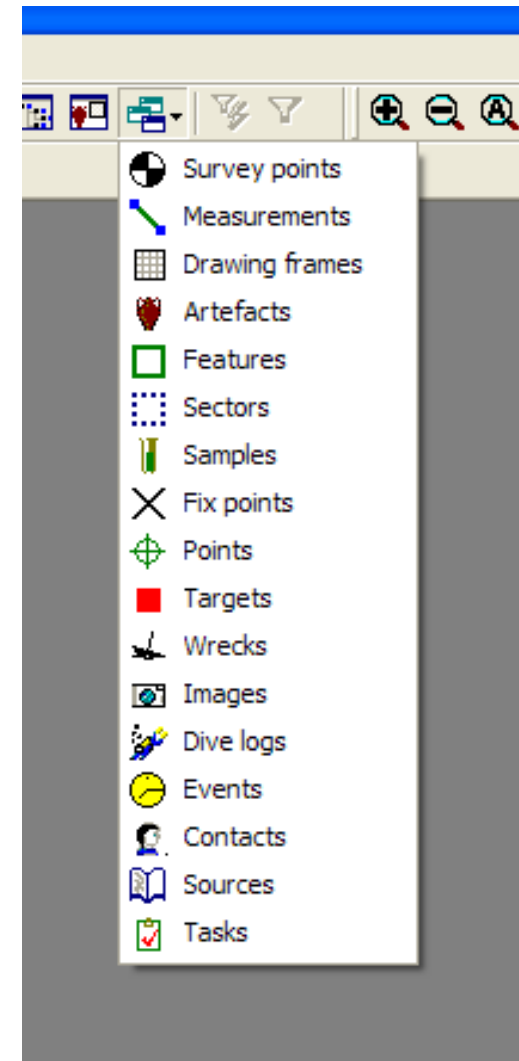 Survey points
Measurements
Drawing frames
Artefacts
Features
Sectors
Samples
Fix points
Points
Targets
Wrecks
Images
Dive logs
Events
Contacts
Sources
Tasks